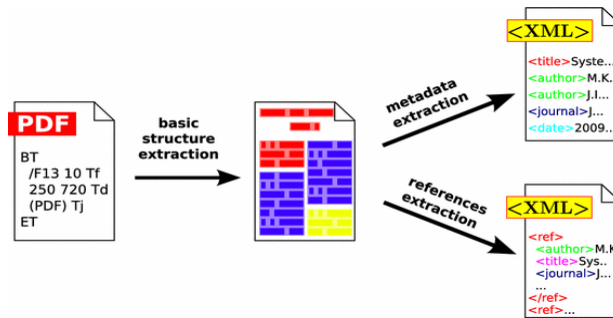 PDF
BT
/F13 10 Tf
250 720 Td
(PDF) Tj
ET
basic
structure
extraction
metadata
extraction
references
extraction
<XML>
<title>Syste...
<author>M.K...
<author>J.I...
<journal>J...
<date>2009...
<XML>
<ref>
<author>M.K
<title>Sys..
<journal>J...
...
</ref>
<ref>...